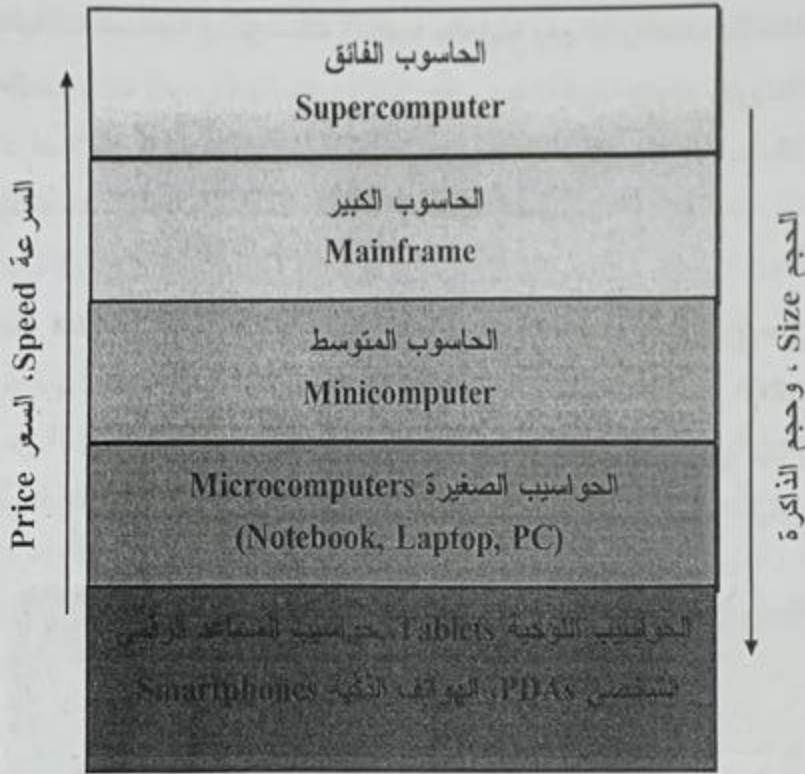 الحاسوب الفائق
Supercomputer
الحاسوب الكبير
Mainframe
الحاسوب المتوسط
Minicomputer
الحواسيب الصغيرة Microcomputers
(Notebook, Laptop, PC)
الحواسيب اللوحية Tablets، حواسيب المساعد الرقمي
الشخصي PDAs، الهواتف الذكية Smartphones
السرعة Speed، السعر Price
الحجم Size ، وحجم الذاكرة